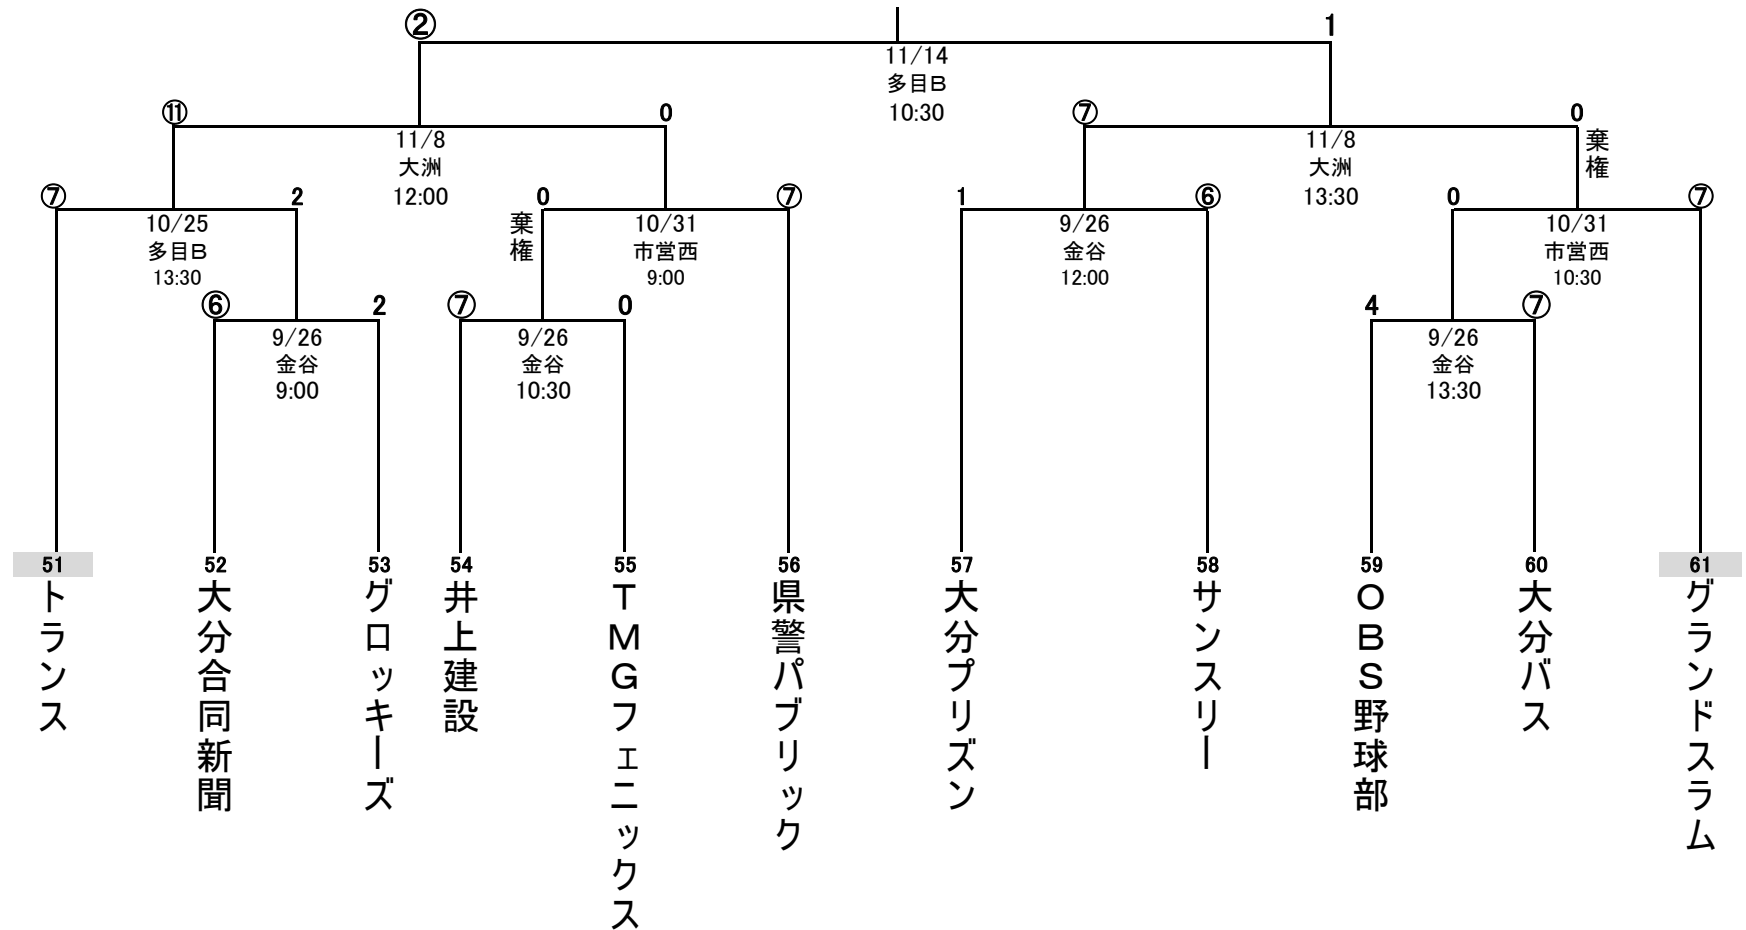 ② 1
11/14
多目B
10:30
⑪ 0 ⑦ 0
11/8
大洲
12:00
11/8
大洲
13:30
棄権
⑦ 2 0 ⑦ 1 ⑥ 0 ⑦
10/25
多目B
13:30
棄権
10/31
市営西
9:00
9/26
金谷
12:00
10/31
市営西
10:30
⑥ 2 ⑦ 0 4 ⑦
9/26
金谷
9:00
9/26
金谷
10:30
9/26
金谷
13:30
51
トランス
52
大分合同新聞
53
グロッキーズ
54
井上建設
55
TMGフェニックス
56
県警パブリック
57
大分プリズン
58
サンスリー
59
OBS野球部
60
大分バス
61
グランドスラム